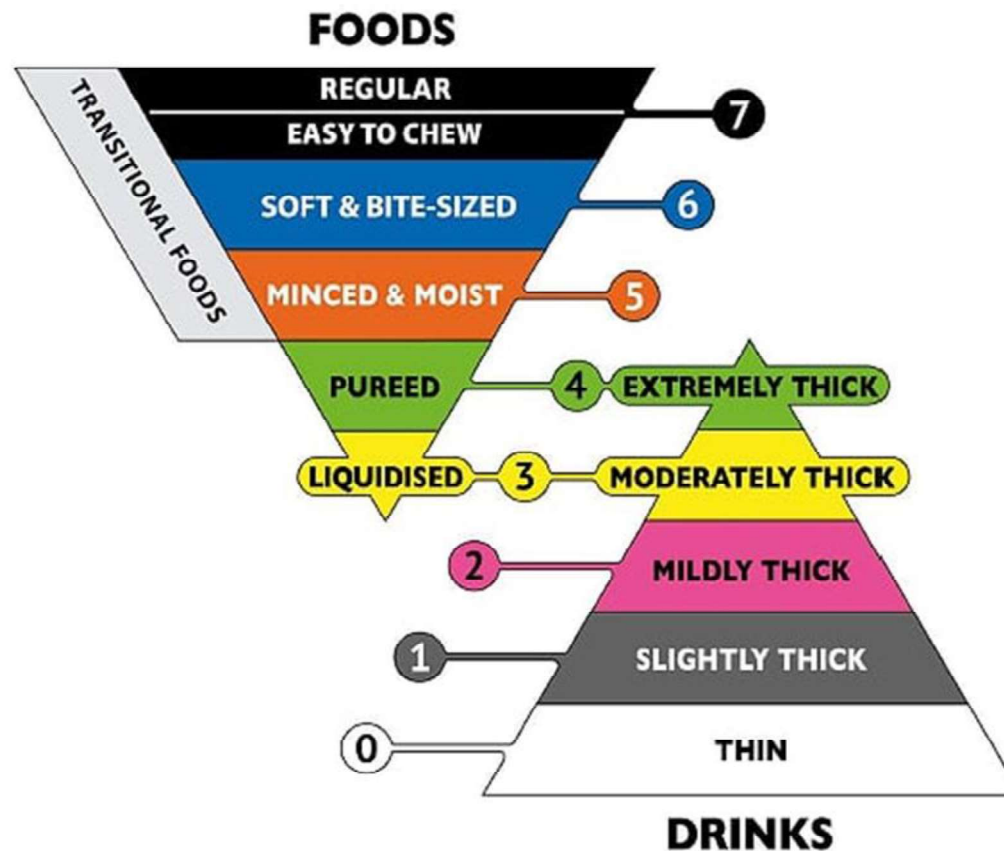 FOODS
TRANSITIONAL FOODS
REGULAR
7
EASY TO CHEW
SOFT & BITE-SIZED
6
MINCED & MOIST
5
PUREED
4
EXTREMELY THICK
LIQUIDISED
3
MODERATELY THICK
2
MILDLY THICK
1
SLIGHTLY THICK
0
THIN
DRINKS